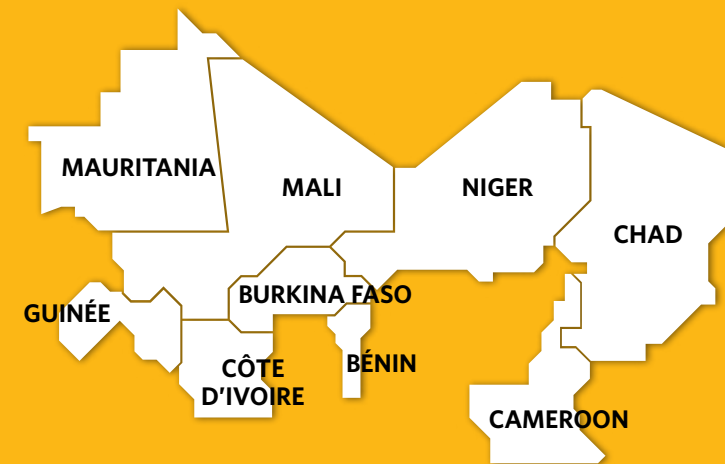 MAURITANIA
MALI
NIGER
CHAD
BURKINA FASO
GUINÉE
CÔTE
D'IVOIRE
BÉNIN
CAMEROON